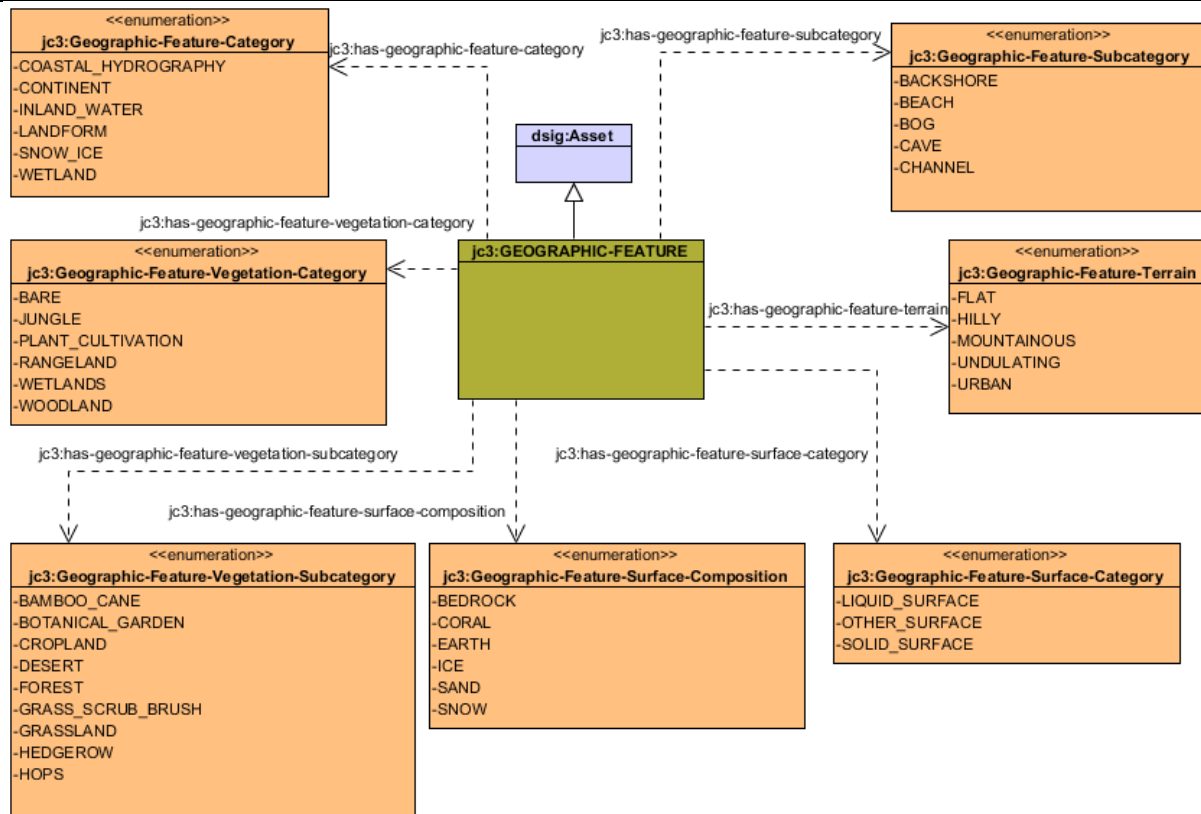 <<enumeration>>
jc3:Geographic-Feature-Category
-COASTAL_HYDROGRAPHY
-CONTINENT
-INLAND_WATER
-LANDFORM
-SNOW_ICE
-WETLAND
jc3:has-geographic-feature-category
jc3:has-geographic-feature-subcategory
<<enumeration>>
jc3:Geographic-Feature-Subcategory
-BACKSHORE
-BEACH
-BOG
-CAVE
-CHANNEL
dsig:Asset
jc3:has-geographic-feature-vegetation-category
<<enumeration>>
jc3:Geographic-Feature-Vegetation-Category
-BARE
-JUNGLE
-PLANT_CULTIVATION
-RANGELAND
-WETLANDS
-WOODLAND
jc3:GEOGRAPHIC-FEATURE
jc3:has-geographic-feature-terrain
<<enumeration>>
jc3:Geographic-Feature-Terrain
-FLAT
-HILLY
-MOUNTAINOUS
-UNDULATING
-URBAN
jc3:has-geographic-feature-vegetation-subcategory
jc3:has-geographic-feature-surface-category
jc3:has-geographic-feature-surface-composition
<<enumeration>>
jc3:Geographic-Feature-Vegetation-Subcategory
-BAMBOO_CANE
-BOTANICAL_GARDEN
-CROPLAND
-DESERT
-FOREST
-GRASS_SCRUB_BRUSH
-GRASSLAND
-HEDGEROW
-HOPS
<<enumeration>>
jc3:Geographic-Feature-Surface-Composition
-BEDROCK
-CORAL
-EARTH
-ICE
-SAND
-SNOW
<<enumeration>>
jc3:Geographic-Feature-Surface-Category
-LIQUID_SURFACE
-OTHER_SURFACE
-SOLID_SURFACE